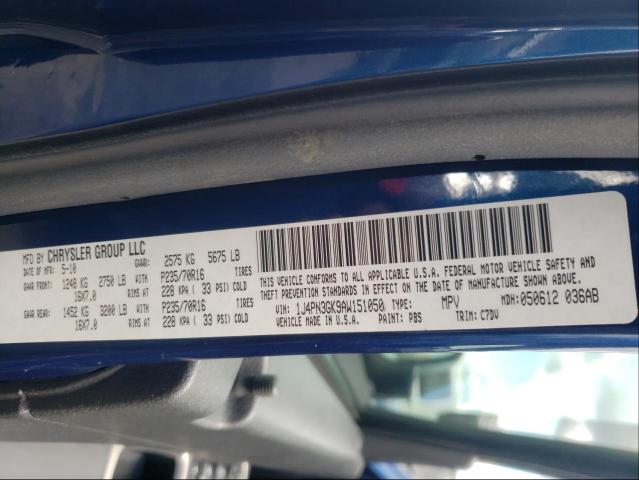 MFD BY CHRYSLER GROUP LLC
DATE OF MFR: 5-10 GVWR: 2575 KG 5675 LB
GAWR FRONT: 1248 KG 2750 LB WITH P235/70R16 TIRES
16X7.0 RIMS AT 228 KPA ( 33 PSI) COLD
GAWR REAR: 1452 KG 3200 LB WITH P235/70R16 TIRES
16X7.0 RIMS AT 228 KPA ( 33 PSI) COLD
THIS VEHICLE CONFORMS TO ALL APPLICABLE U.S.A. FEDERAL MOTOR VEHICLE SAFETY AND
THEFT PREVENTION STANDARDS IN EFFECT ON THE DATE OF MANUFACTURE SHOWN ABOVE.
VIN: 1J4PN3GK9AW151050 TYPE: MPV MDH: 050612 036AB
VEHICLE MADE IN U.S.A. PAINT: PBS TRIM: C7DV